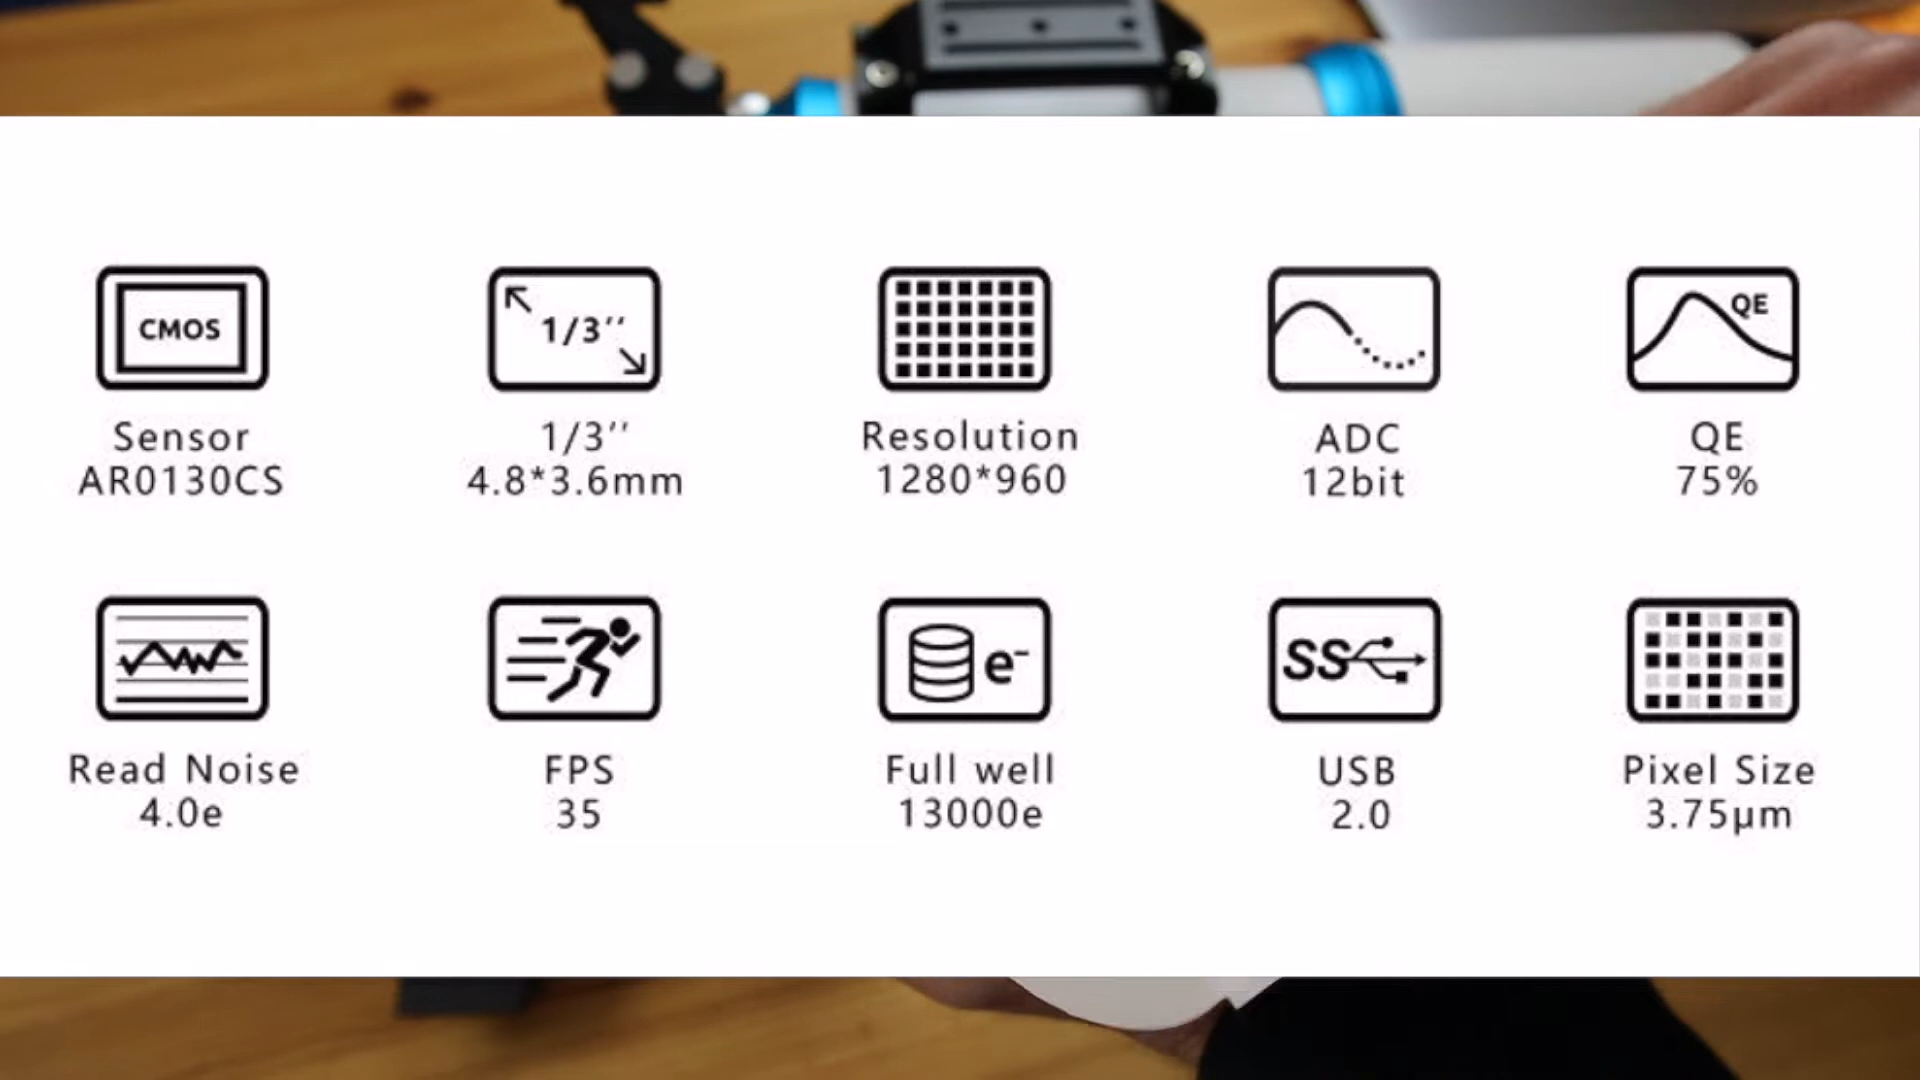 CMOS
1/3''
QE
Sensor
AR0130CS
1/3''
4.8*3.6mm
Resolution
1280*960
ADC
12bit
QE
75%
e-
SS
Read Noise
4.0e
FPS
35
Full well
13000e
USB
2.0
Pixel Size
3.75µm